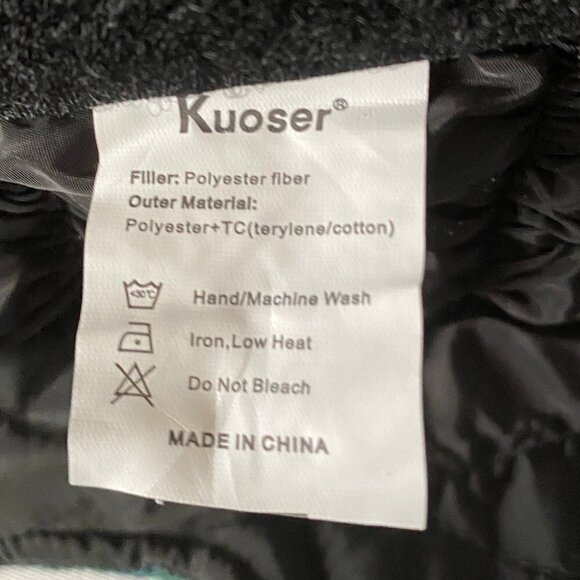 Kuoser®
Filler: Polyester fiber
Outer Material:
Polyester+TC(terylene/cotton)
<30°C Hand/Machine Wash
Iron,Low Heat
Do Not Bleach
MADE IN CHINA